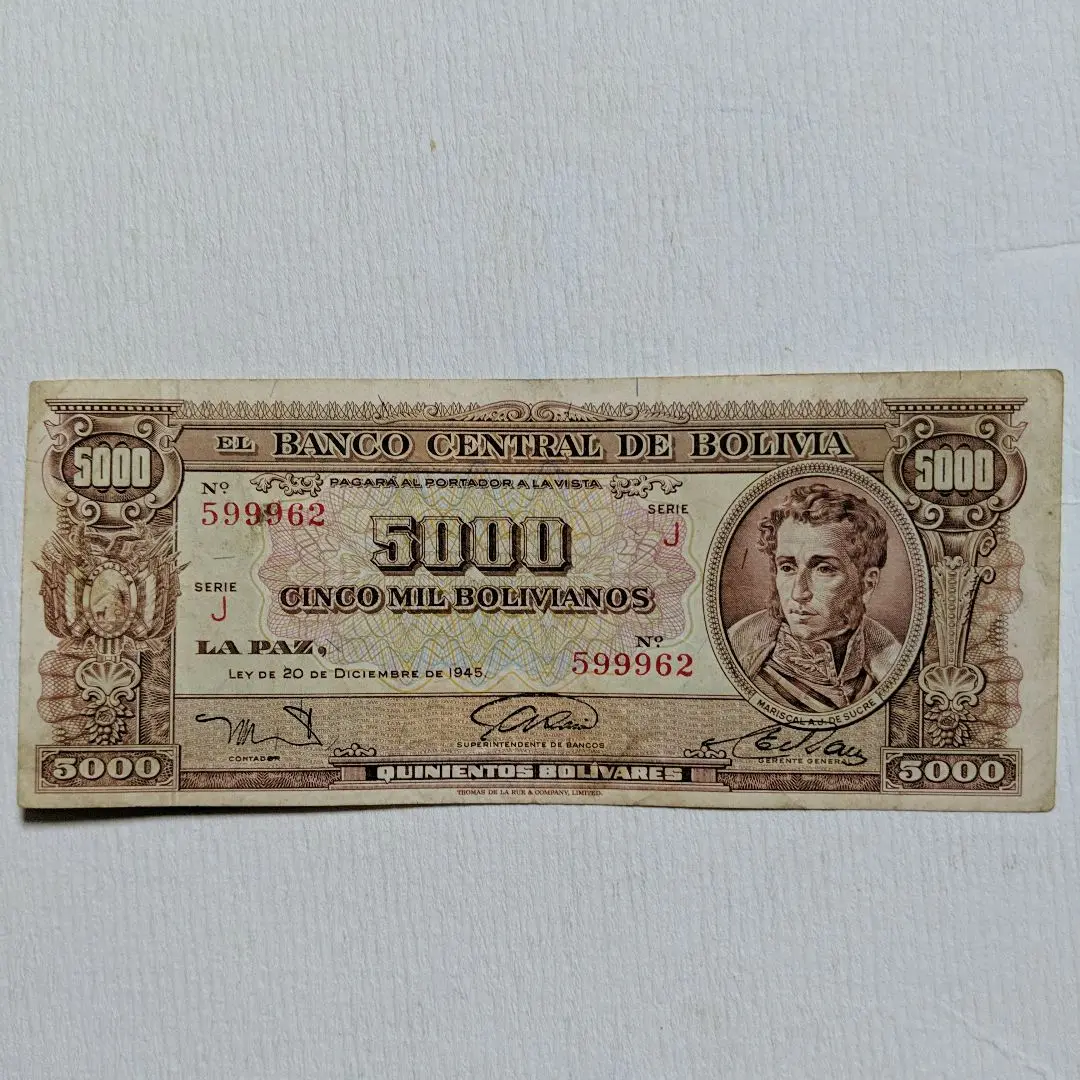 EL BANCO CENTRAL DE BOLIVIA
5000
5000
Nº
599962
PAGARÁ AL PORTADOR A LA VISTA
SERIE
J
5000
CINCO MIL BOLIVIANOS
SERIE
J
LA PAZ,
Nº
599962
LEY DE 20 DE DICIEMBRE DE 1945.
MARISCAL A.J. DE SUCRE
CONTADOR
SUPERINTENDENTE DE BANCOS
GERENTE GENERAL
5000
QUINIENTOS BOLÍVARES
5000
THOMAS DE LA RUE & COMPANY, LIMITED.